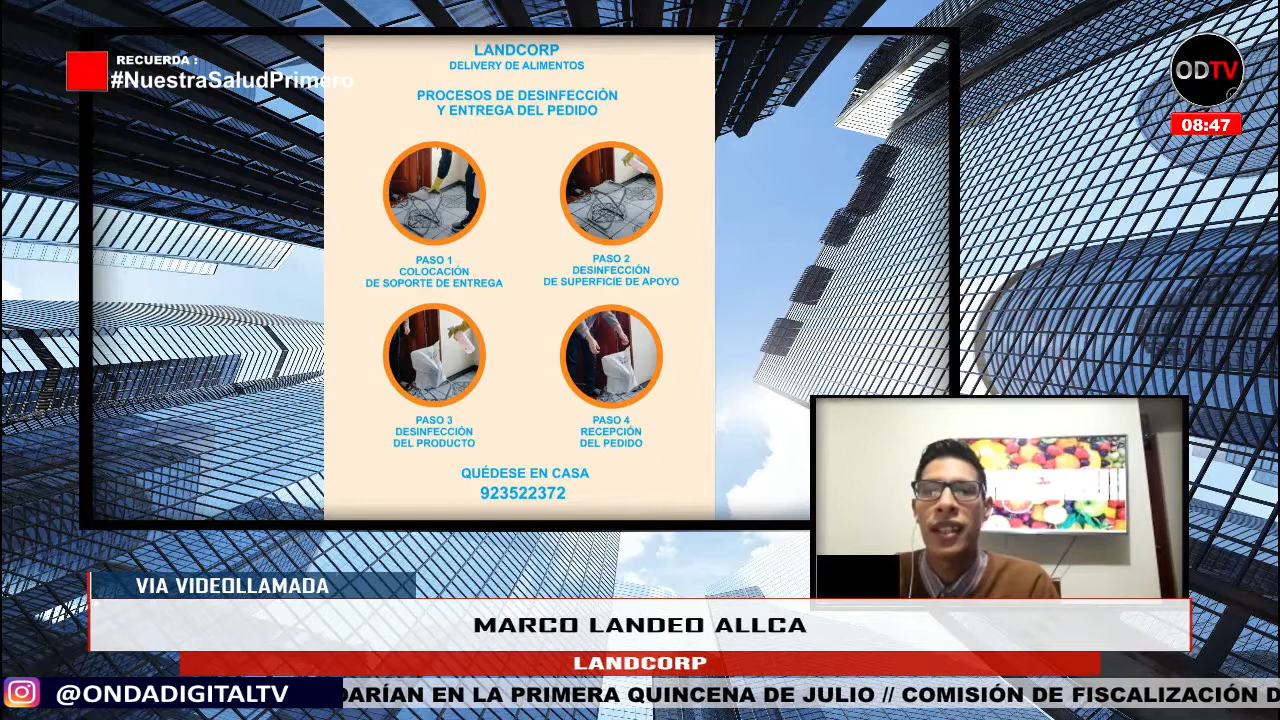 RECUERDA :
#NuestraSaludPrimero
ODTV
08:47
LANDCORP
DELIVERY DE ALIMENTOS
PROCESOS DE DESINFECCIÓN
Y ENTREGA DEL PEDIDO
PASO 1
COLOCACIÓN
DE SOPORTE DE ENTREGA
PASO 2
DESINFECCIÓN
DE SUPERFICIE DE APOYO
PASO 3
DESINFECCIÓN
DEL PRODUCTO
PASO 4
RECEPCIÓN
DEL PEDIDO
QUÉDESE EN CASA
923522372
VIA VIDEOLLAMADA
MARCO LANDEO ALLCA
LANDCORP
@ONDADIGITALTV
DARÍAN EN LA PRIMERA QUINCENA DE JULIO // COMISIÓN DE FISCALIZACIÓN D